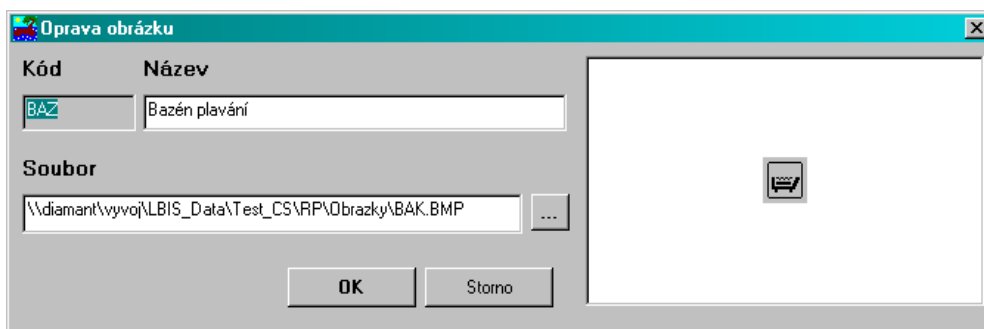 Oprava obrázku
Kód Název
BAZ Bazén plavání
Soubor
\\diamant\vyvoj\LBIS_Data\Test_CS\RP\Obrazky\BAK.BMP ...
OK Storno